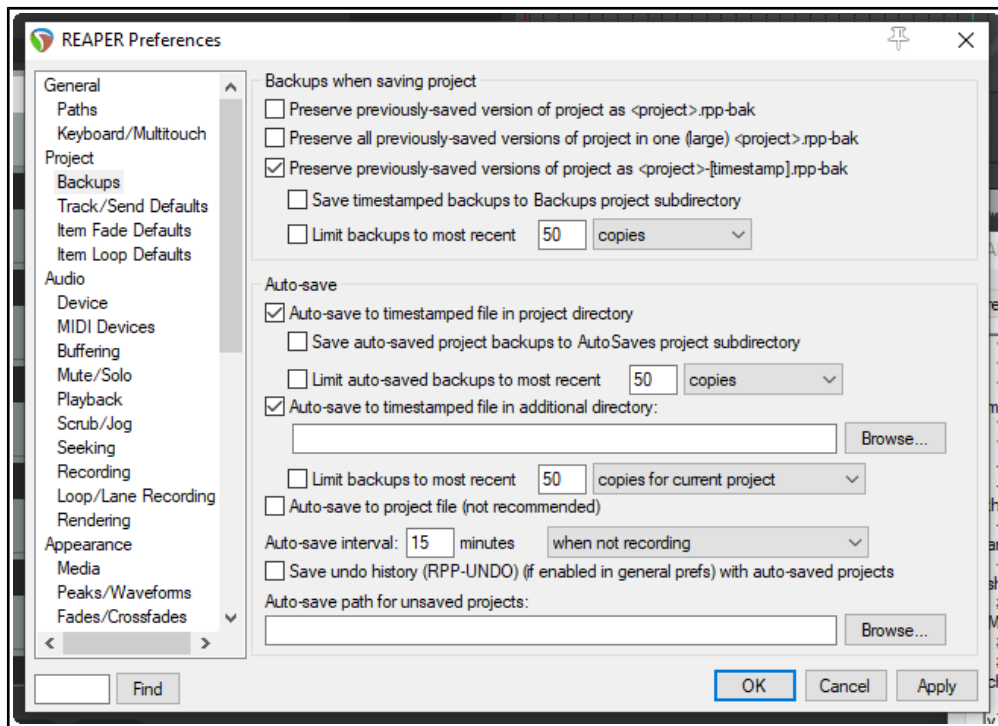 REAPER Preferences
General
Paths
Keyboard/Multitouch
Project
Backups
Track/Send Defaults
Item Fade Defaults
Item Loop Defaults
Audio
Device
MIDI Devices
Buffering
Mute/Solo
Playback
Scrub/Jog
Seeking
Recording
Loop/Lane Recording
Rendering
Appearance
Media
Peaks/Waveforms
Fades/Crossfades
Find
Backups when saving project
Preserve previously-saved version of project as <project>.rpp-bak
Preserve all previously-saved versions of project in one (large) <project>.rpp-bak
Preserve previously-saved versions of project as <project>-[timestamp].rpp-bak
Save timestamped backups to Backups project subdirectory
Limit backups to most recent 50 copies
Auto-save
Auto-save to timestamped file in project directory
Save auto-saved project backups to AutoSaves project subdirectory
Limit auto-saved backups to most recent 50 copies
Auto-save to timestamped file in additional directory:
Browse...
Limit backups to most recent 50 copies for current project
Auto-save to project file (not recommended)
Auto-save interval: 15 minutes when not recording
Save undo history (RPP-UNDO) (if enabled in general prefs) with auto-saved projects
Auto-save path for unsaved projects:
Browse...
OK Cancel Apply